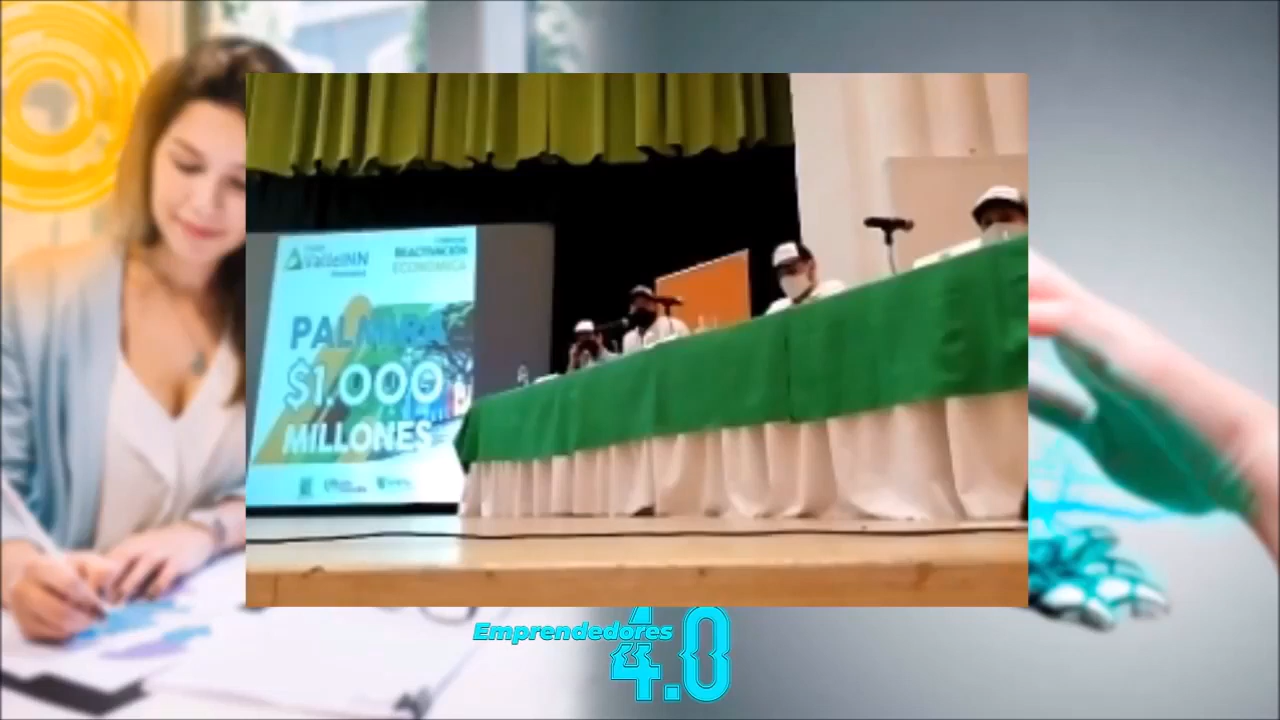 ValleINN
REACTIVACIÓN
ECONÓMICA
PALMIRA
$1.000
MILLONES
Emprendedores
4.0